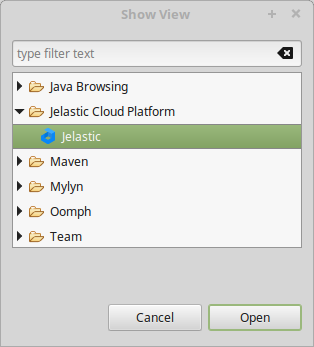 Show View
type filter text
Java Browsing
Jelastic Cloud Platform
Jelastic
Maven
Mylyn
Oomph
Team
Cancel Open